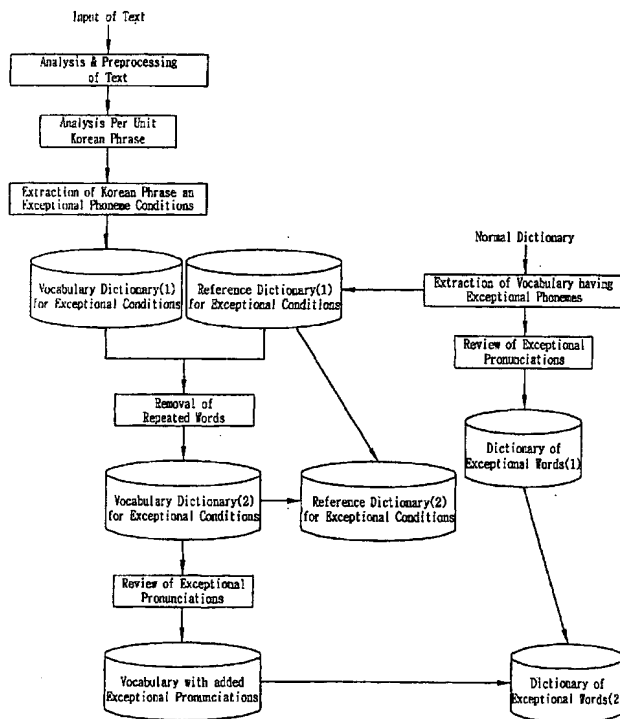 Input of Text
Analysis & Preprocessing
of Text
Analysis Per Unit
Korean Phrase
Extraction of Korean Phrase an
Exceptional Phoneme Conditions
Vocabulary Dictionary(1)
for Exceptional Conditions
Reference Dictionary(1)
for Exceptional Conditions
Normal Dictionary
Extraction of Vocabulary having
Exceptional Phonemes
Review of Exceptional
Pronunciations
Removal of
Repeated Words
Dictionary of
Exceptional Words(1)
Vocabulary Dictionary(2)
for Exceptional Conditions
Reference Dictionary(2)
for Exceptional Conditions
Review of Exceptional
Pronunciations
Vocabulary with added
Exceptional Pronunciations
Dictionary of
Exceptional Words(2